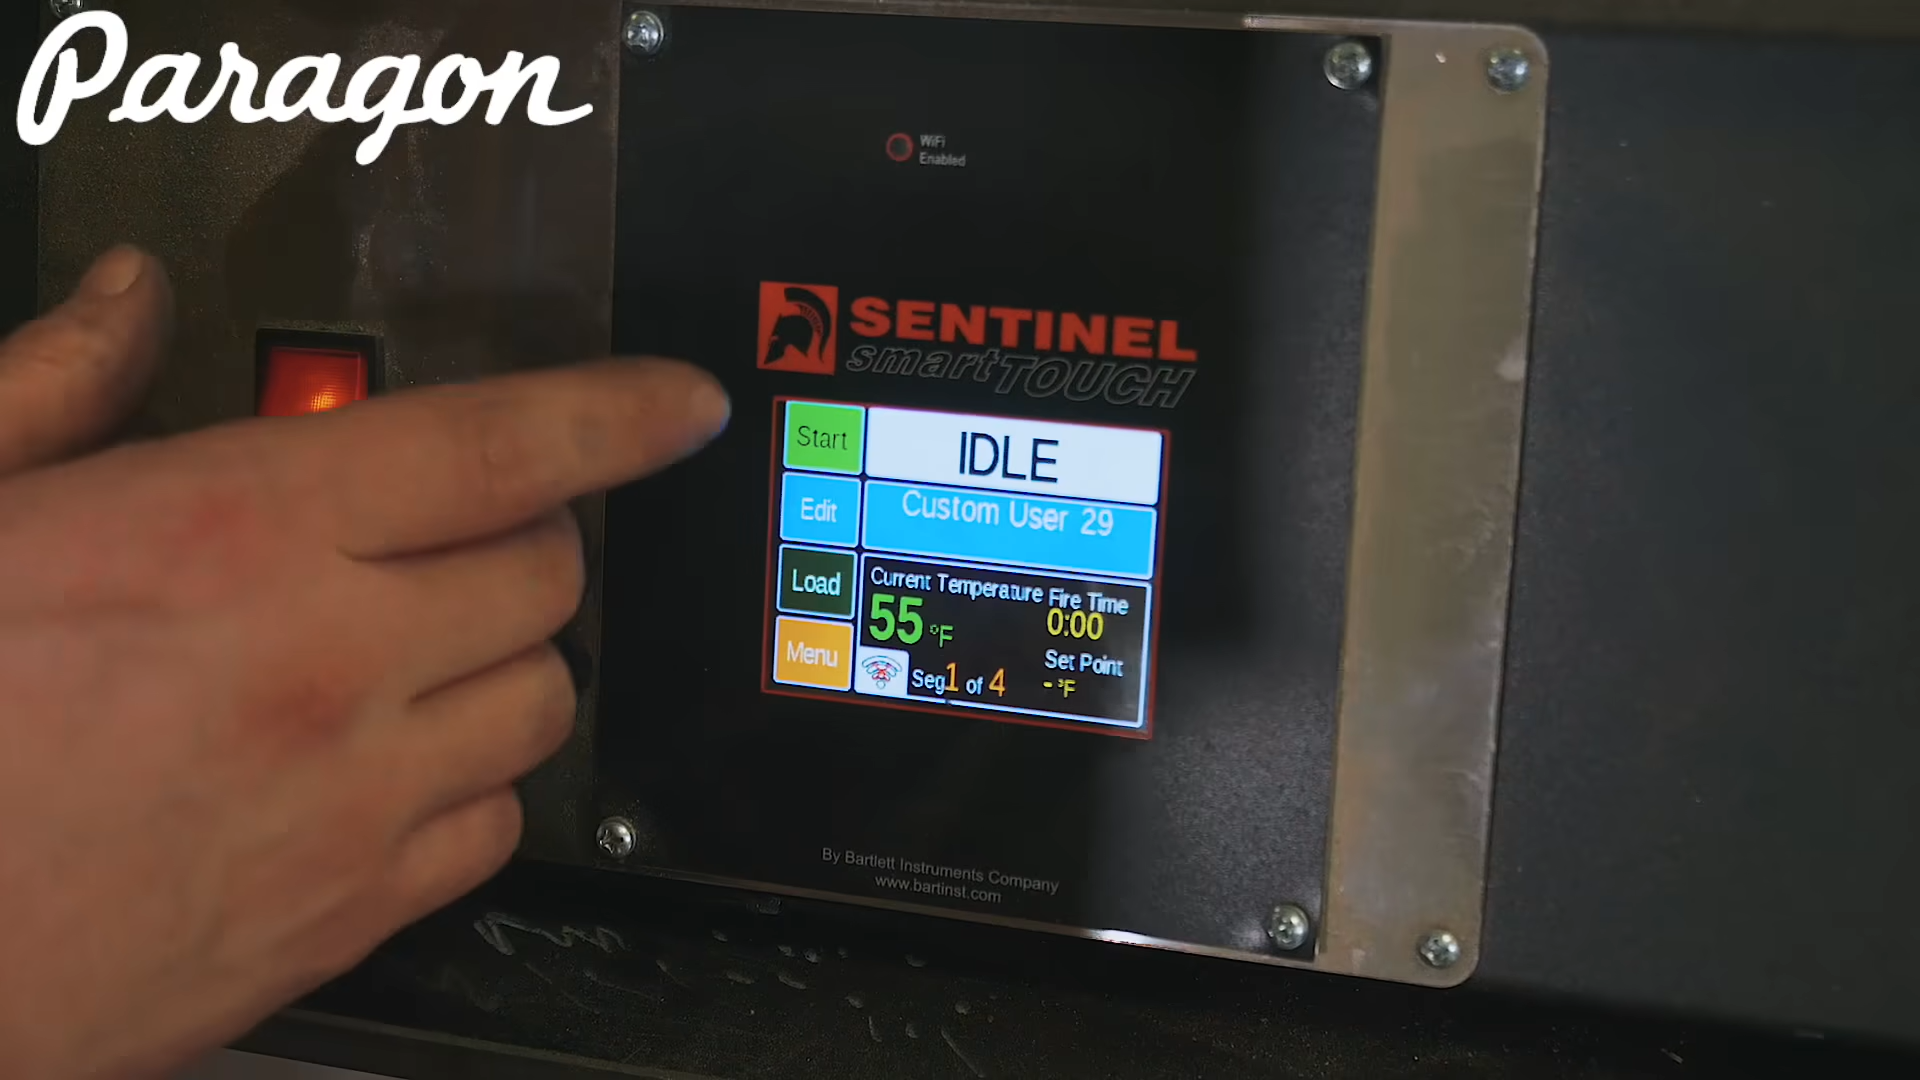 Paragon
WiFi
Enabled
SENTINEL
smartTOUCH
Start
IDLE
Edit
Custom User 29
Load
Current Temperature
Fire Time
55 °F
0:00
Menu
Set Point
Seg 1 of 4
- °F
By Bartlett Instruments Company
www.bartinst.com